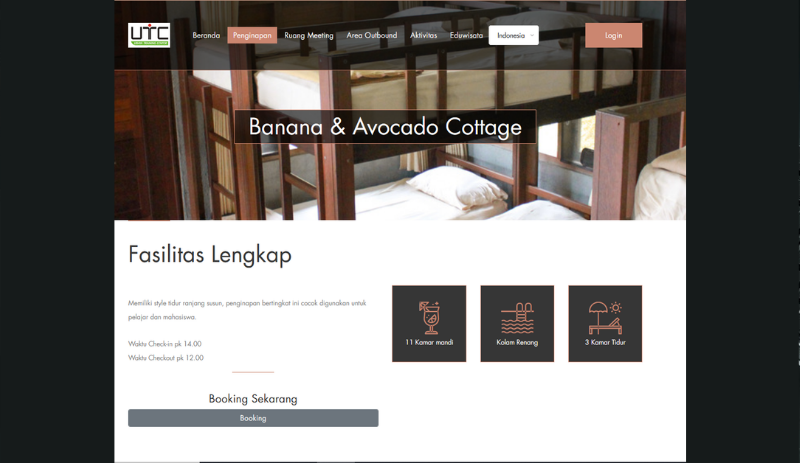 UTC
Beranda
Penginapan
Ruang Meeting
Area Outbound
Aktivitas
Eduwisata
Indonesia
Login
Banana & Avocado Cottage
Fasilitas Lengkap
Memiliki style tidur ranjang susun, penginapan bertingkat ini cocok digunakan untuk
pelajar dan mahasiswa.
Waktu Check-in pk 14.00
Waktu Checkout pk 12.00
11 Kamar mandi
Kolam Renang
3 Kamar Tidur
Booking Sekarang
Booking